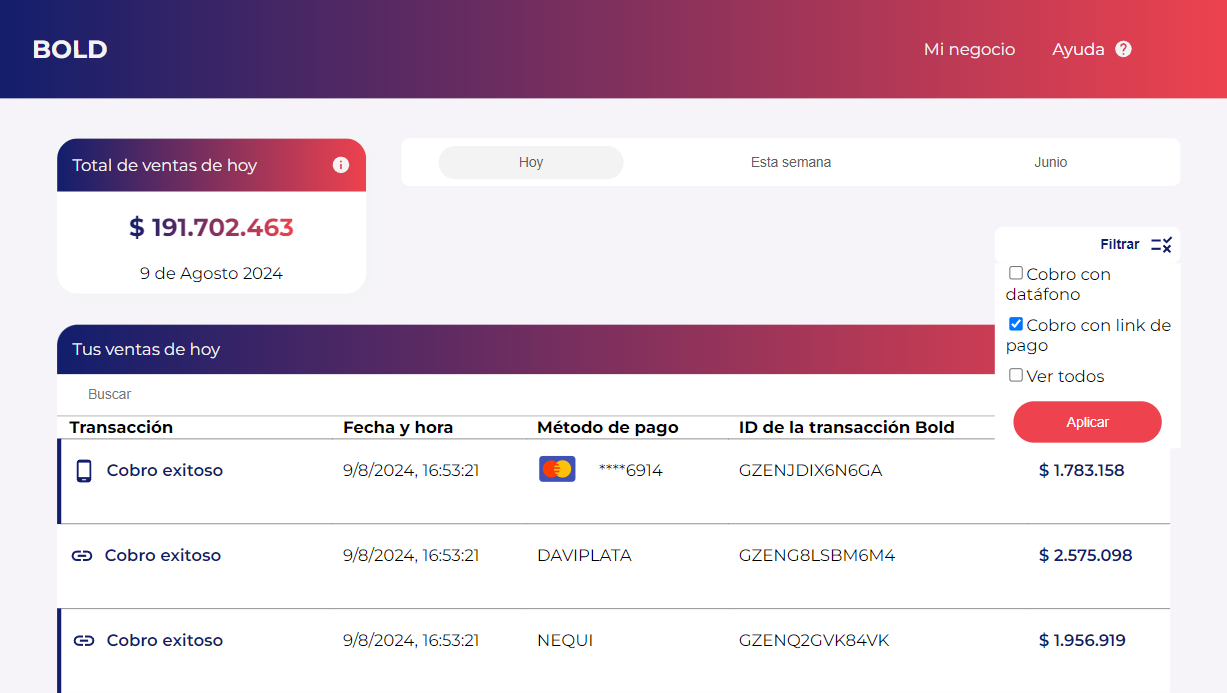 BOLD
Mi negocio
Ayuda ?
Total de ventas de hoy i
$ 191.702.463
9 de Agosto 2024
Hoy
Esta semana
Junio
Filtrar
Cobro con
datáfono
Cobro con link de
pago
Ver todos
Aplicar
Tus ventas de hoy
Buscar
Transacción Fecha y hora Método de pago ID de la transacción Bold
Cobro exitoso 9/8/2024, 16:53:21 ****6914 GZENJDIX6N6GA $ 1.783.158
Cobro exitoso 9/8/2024, 16:53:21 DAVIPLATA GZENG8LSBM6M4 $ 2.575.098
Cobro exitoso 9/8/2024, 16:53:21 NEQUI GZENQ2GVK84VK $ 1.956.919